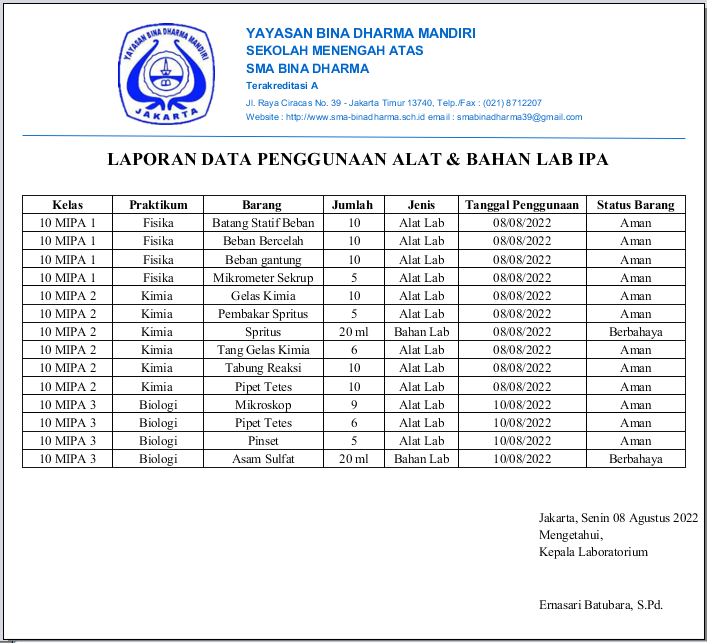 YAYASAN BINA DHARMA MANDIRI
JAKARTA
YAYASAN BINA DHARMA MANDIRI
SEKOLAH MENENGAH ATAS
SMA BINA DHARMA
Terakreditasi A
Jl. Raya Ciracas No. 39 - Jakarta Timur 13740, Telp./Fax : (021) 8712207
Website : http://www.sma-binadharma.sch.id email : smabinadharma39@gmail.com
LAPORAN DATA PENGGUNAAN ALAT & BAHAN LAB IPA
Kelas Praktikum Barang Jumlah Jenis Tanggal Penggunaan Status Barang
10 MIPA 1 Fisika Batang Statif Beban 10 Alat Lab 08/08/2022 Aman
10 MIPA 1 Fisika Beban Bercelah 10 Alat Lab 08/08/2022 Aman
10 MIPA 1 Fisika Beban gantung 10 Alat Lab 08/08/2022 Aman
10 MIPA 1 Fisika Mikrometer Sekrup 5 Alat Lab 08/08/2022 Aman
10 MIPA 2 Kimia Gelas Kimia 10 Alat Lab 08/08/2022 Aman
10 MIPA 2 Kimia Pembakar Spritus 5 Alat Lab 08/08/2022 Aman
10 MIPA 2 Kimia Spritus 20 ml Bahan Lab 08/08/2022 Berbahaya
10 MIPA 2 Kimia Tang Gelas Kimia 6 Alat Lab 08/08/2022 Aman
10 MIPA 2 Kimia Tabung Reaksi 10 Alat Lab 08/08/2022 Aman
10 MIPA 2 Kimia Pipet Tetes 10 Alat Lab 08/08/2022 Aman
10 MIPA 3 Biologi Mikroskop 9 Alat Lab 10/08/2022 Aman
10 MIPA 3 Biologi Pipet Tetes 6 Alat Lab 10/08/2022 Aman
10 MIPA 3 Biologi Pinset 5 Alat Lab 10/08/2022 Aman
10 MIPA 3 Biologi Asam Sulfat 20 ml Bahan Lab 10/08/2022 Berbahaya
Jakarta, Senin 08 Agustus 2022
Mengetahui,
Kepala Laboratorium
Ernasari Batubara, S.Pd.